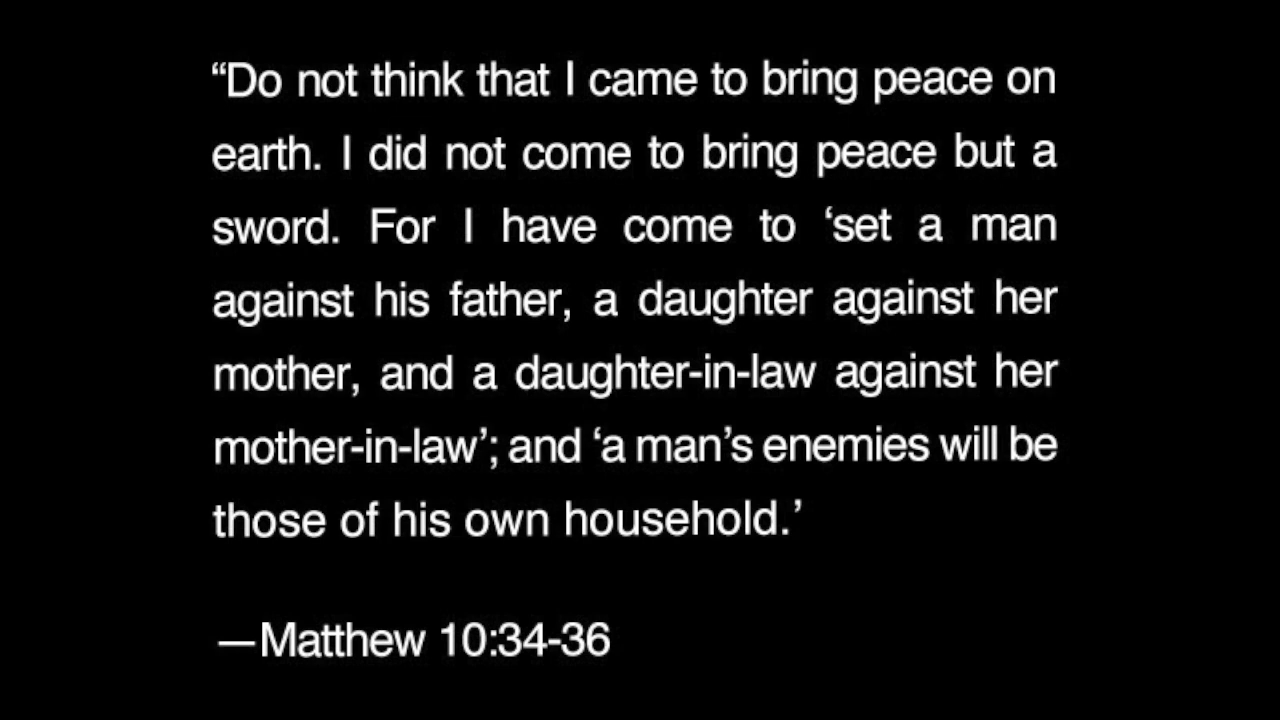 “Do not think that I came to bring peace on
earth. I did not come to bring peace but a
sword. For I have come to ‘set a man
against his father, a daughter against her
mother, and a daughter-in-law against her
mother-in-law’; and ‘a man’s enemies will be
those of his own household.’
—Matthew 10:34-36